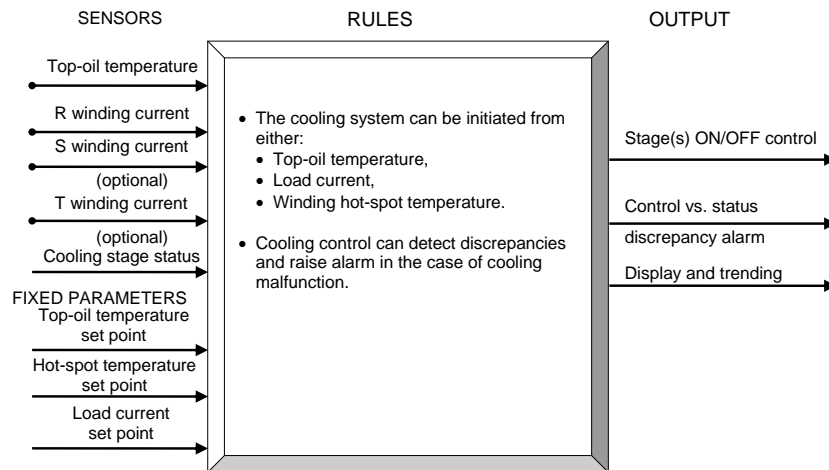 SENSORS
RULES
OUTPUT
Top-oil temperature
R winding current
S winding current
(optional)
T winding current
(optional)
Cooling stage status
FIXED PARAMETERS
Top-oil temperature
set point
Hot-spot temperature
set point
Load current
set point
• The cooling system can be initiated from
either:
• Top-oil temperature,
• Load current,
• Winding hot-spot temperature.
• Cooling control can detect discrepancies
and raise alarm in the case of cooling
malfunction.
Stage(s) ON/OFF control
Control vs. status
discrepancy alarm
Display and trending